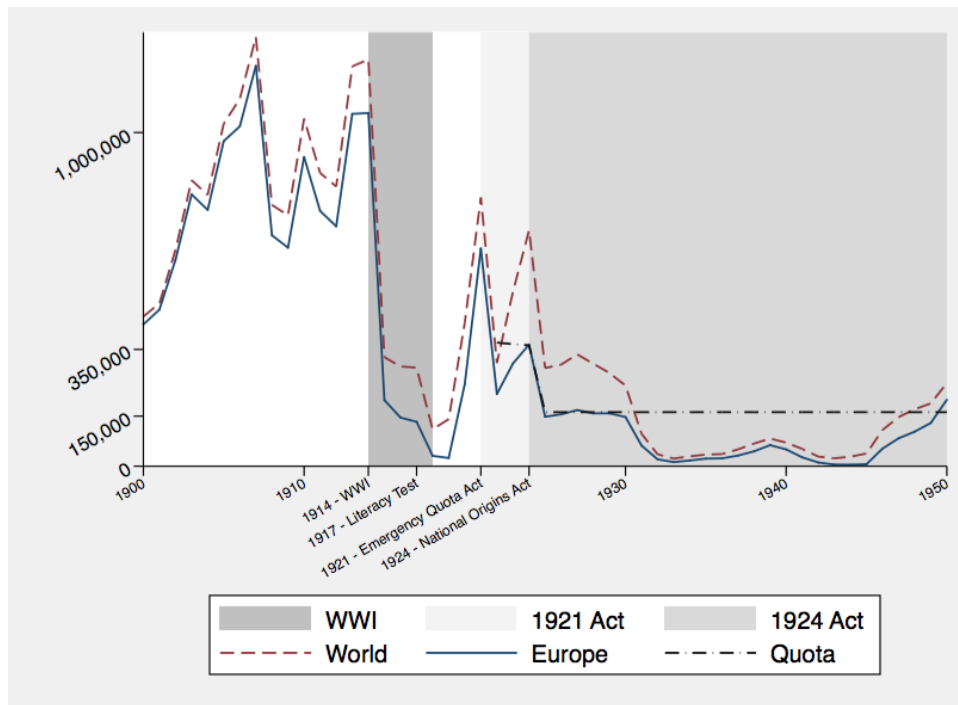 1,000,000
350,000
150,000
0
1900
1910
1914 - WWI
1917 - Literacy Test
1921 - Emergency Quota Act
1924 - National Origins Act
1930
1940
1950
WWI 1921 Act 1924 Act
World Europe Quota